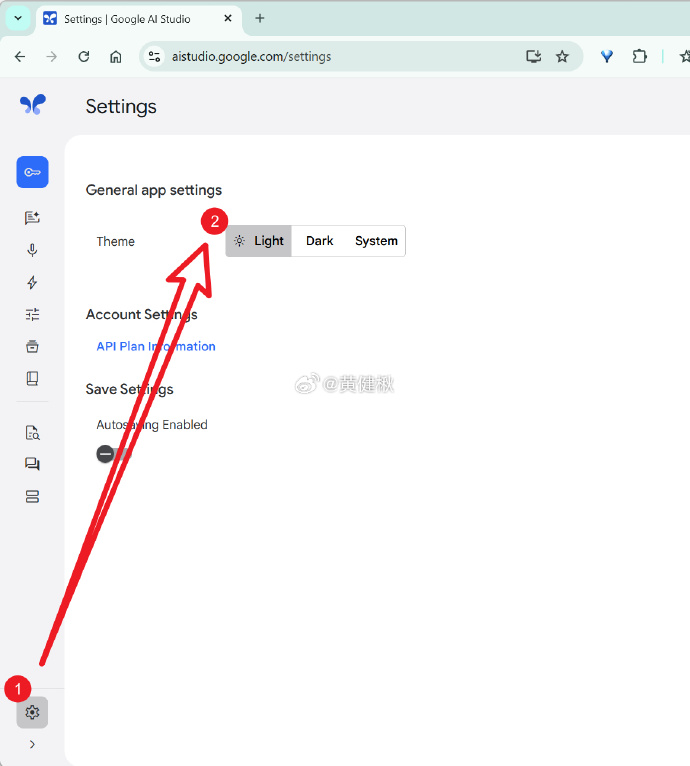 Settings | Google AI Studio
aistudio.google.com/settings
Settings
General app settings
2
Theme
Light
Dark
System
Account Settings
API Plan Information
@黄健楸
Save Settings
Autosaving Enabled
1